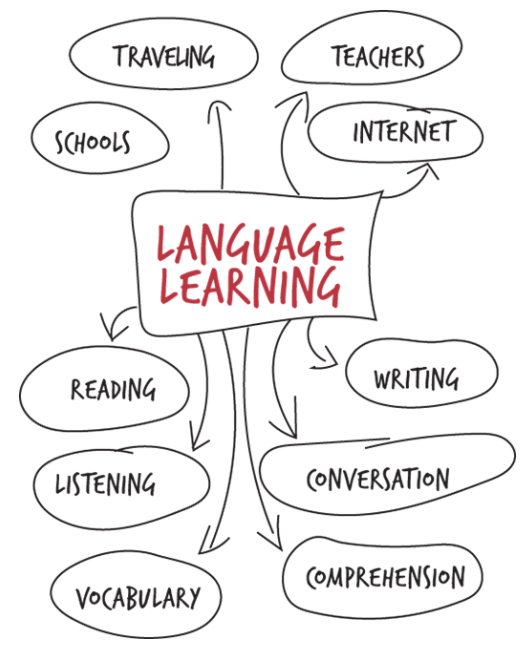 TRAVELING
TEACHERS
SCHOOLS
INTERNET
LANGUAGE
LEARNING
READING
WRITING
LISTENING
CONVERSATION
VOCABULARY
COMPREHENSION